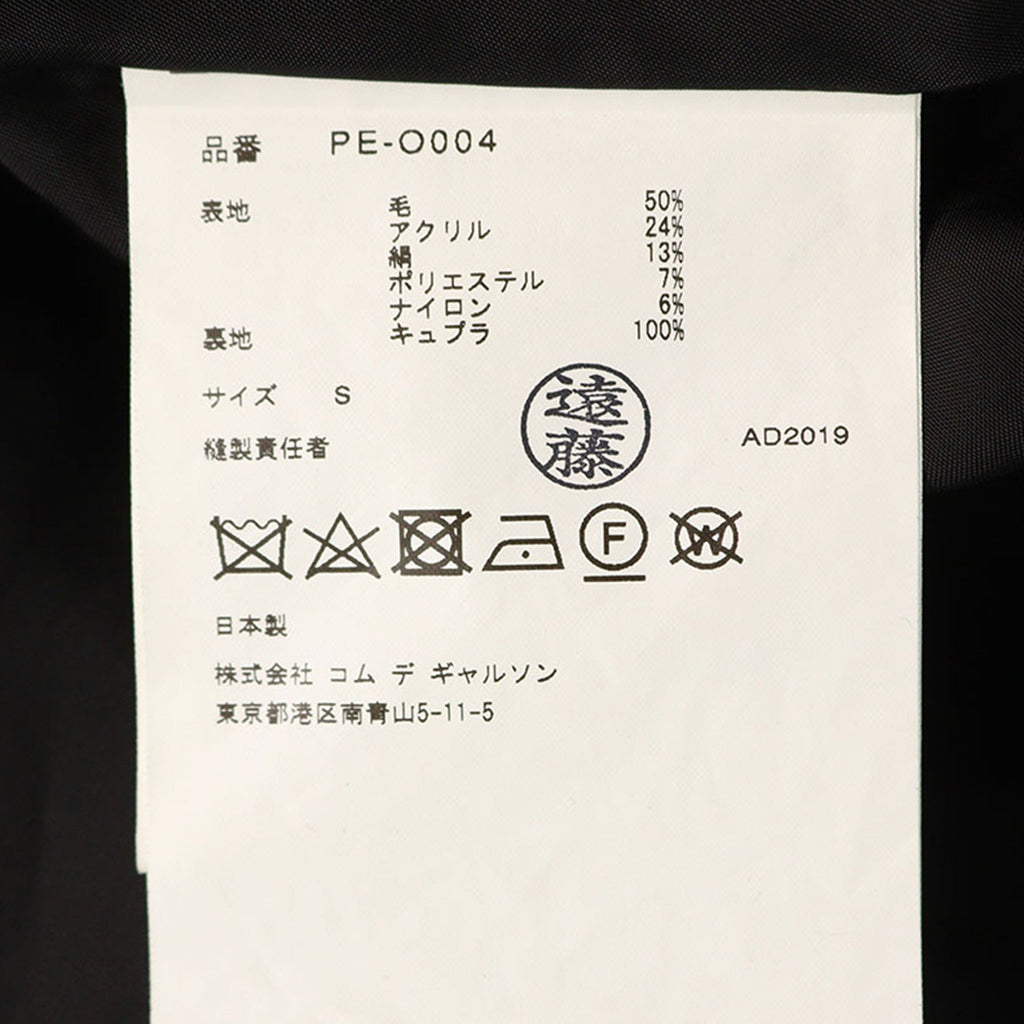 品番 PE-O004
表地 毛 50%
アクリル 24%
絹 13%
ポリエステル 7%
ナイロン 6%
裏地 キュプラ 100%
サイズ S
縫製責任者 遠藤 AD2019
F W
日本製
株式会社 コム デ ギャルソン
東京都港区南青山5-11-5